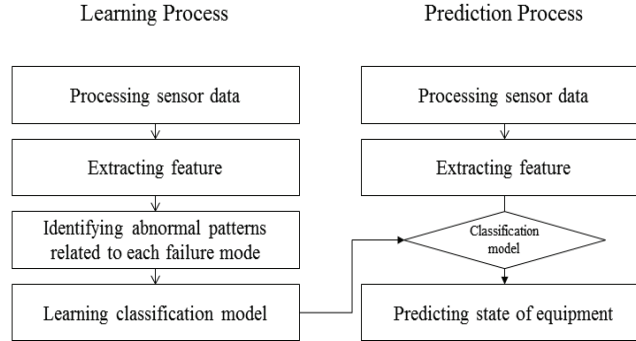 Learning Process
Processing sensor data
Extracting feature
Identifying abnormal patterns
related to each failure mode
Learning classification model
Prediction Process
Processing sensor data
Extracting feature
Classification
model
Predicting state of equipment